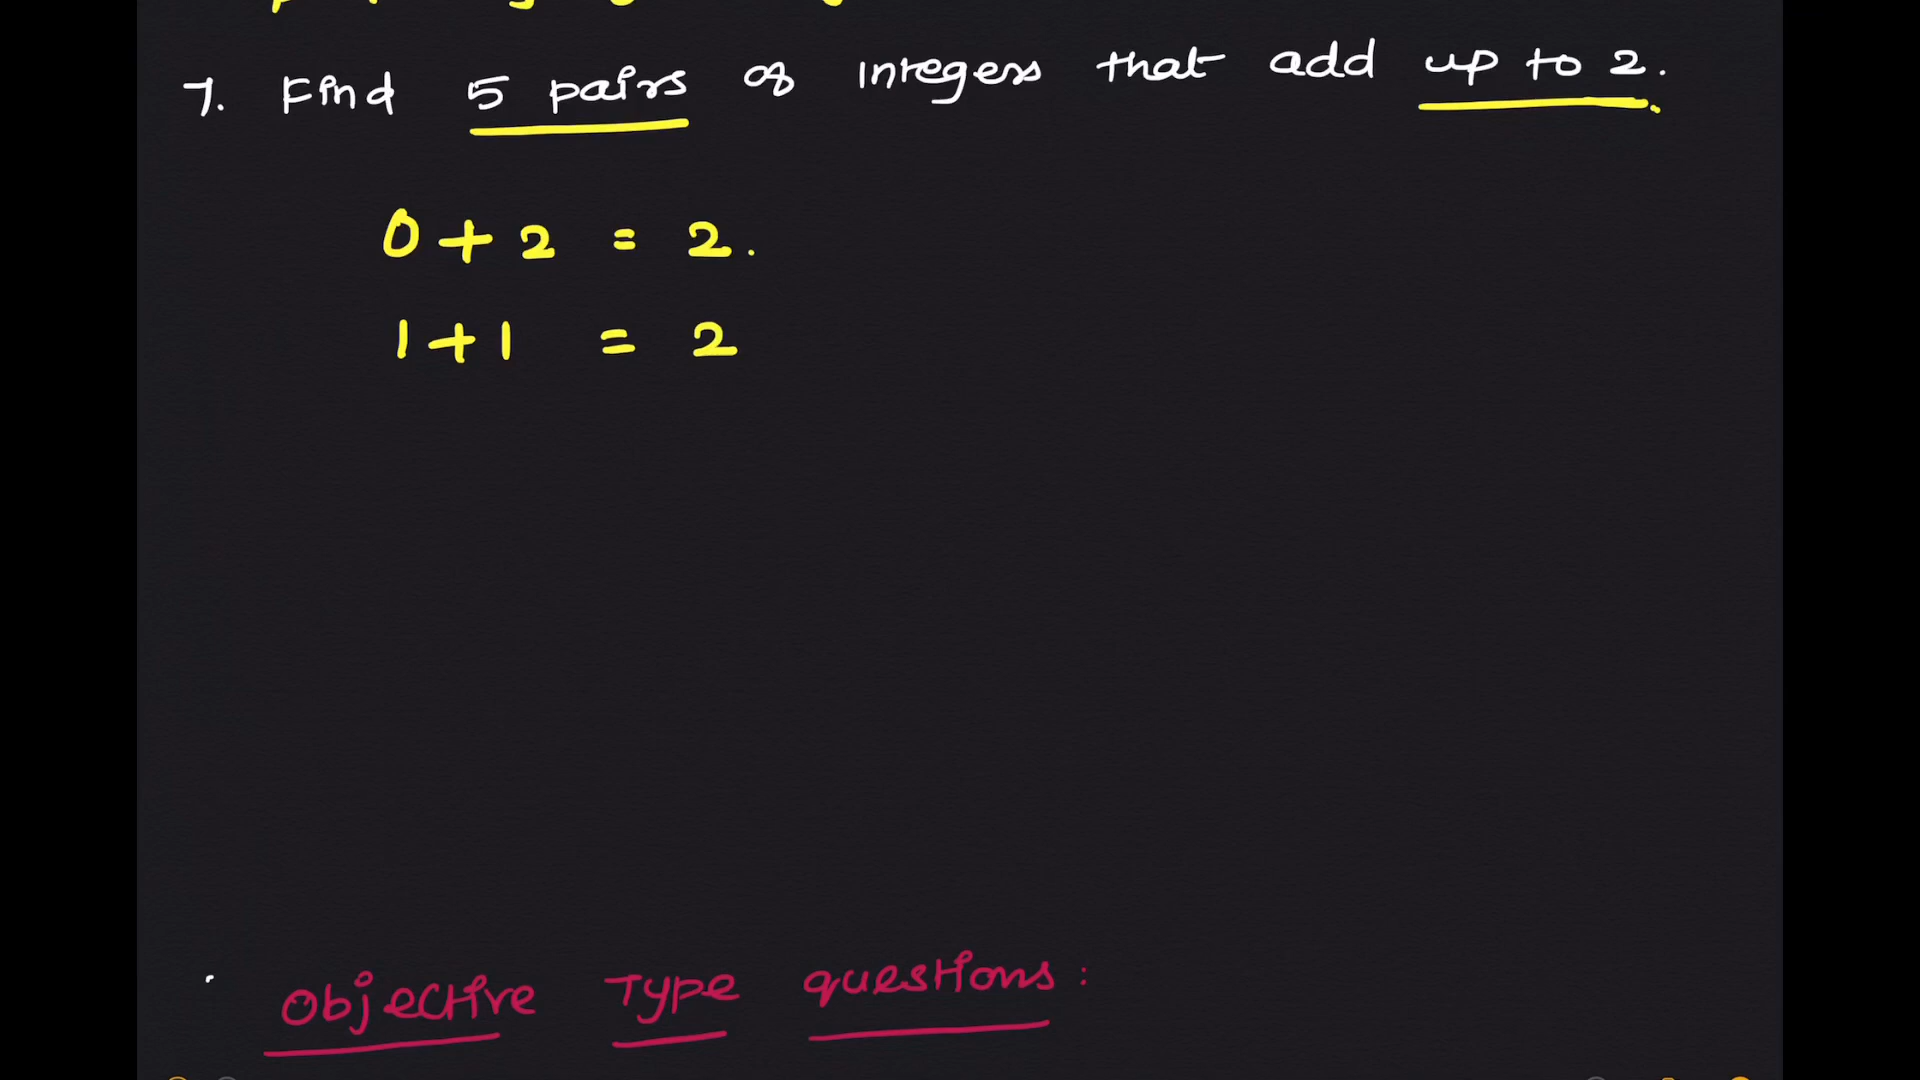 7. Find 5 pairs of integers that add up to 2.
0 + 2 = 2.
1 + 1 = 2
Objective Type questions: